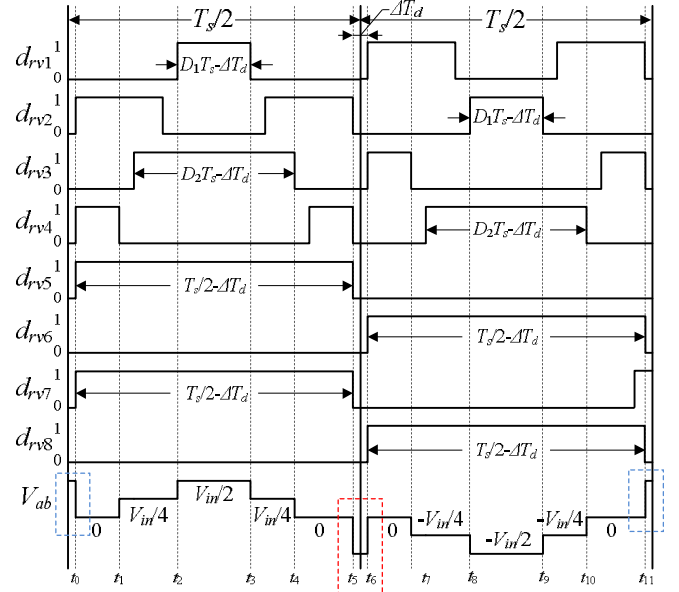 T_s/2 ΔT_d T_s/2
d_rv1 1 0 D_1T_s-ΔT_d
d_rv2 1 0 D_1T_s-ΔT_d
d_rv3 1 0 D_2T_s-ΔT_d
d_rv4 1 0 D_2T_s-ΔT_d
d_rv5 1 0 T_s/2-ΔT_d
d_rv6 1 0 T_s/2-ΔT_d
d_rv7 1 0 T_s/2-ΔT_d
d_rv8 1 0 T_s/2-ΔT_d
V_ab 0 V_in/4 V_in/2 V_in/4 0 0 -V_in/4 -V_in/2 -V_in/4 0
t_0 t_1 t_2 t_3 t_4 t_5 t_6 t_7 t_8 t_9 t_10 t_11